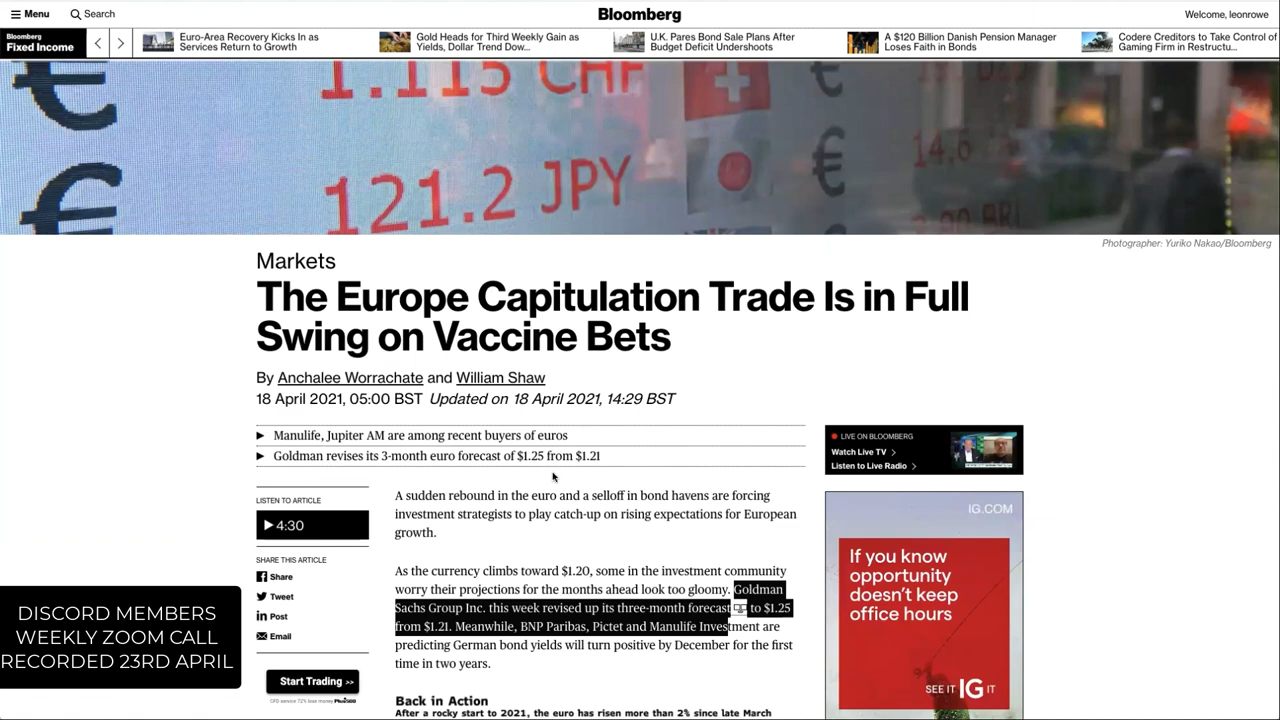 Menu
Search
Bloomberg
Welcome, leonrowe
Bloomberg
Fixed Income
Euro-Area Recovery Kicks In as
Services Return to Growth
Gold Heads for Third Weekly Gain as
Yields, Dollar Trend Dow...
U.K. Pares Bond Sale Plans After
Budget Deficit Undershoots
A $120 Billion Danish Pension Manager
Loses Faith in Bonds
Codere Creditors to Take Control of
Gaming Firm in Restructu...
€ 1.115 CHF €
€ 121.2 JPY € 14.6
Photographer: Yuriko Nakao/Bloomberg
Markets
The Europe Capitulation Trade Is in Full
Swing on Vaccine Bets
By Anchalee Worrachate and William Shaw
18 April 2021, 05:00 BST Updated on 18 April 2021, 14:29 BST
Manulife, Jupiter AM are among recent buyers of euros
Goldman revises its 3-month euro forecast of $1.25 from $1.21
LISTEN TO ARTICLE
4:30
SHARE THIS ARTICLE
Share
Tweet
Post
Email
Start Trading >>
CFD service 72% lose money Plus500
A sudden rebound in the euro and a selloff in bond havens are forcing
investment strategists to play catch-up on rising expectations for European
growth.
As the currency climbs toward $1.20, some in the investment community
worry their projections for the months ahead look too gloomy. Goldman
Sachs Group Inc. this week revised up its three-month forecast to $1.25
from $1.21. Meanwhile, BNP Paribas, Pictet and Manulife Investment are
predicting German bond yields will turn positive by December for the first
time in two years.
Back in Action
After a rocky start to 2021, the euro has risen more than 2% since late March
LIVE ON BLOOMBERG
Watch Live TV >
Listen to Live Radio >
IG.COM
If you know
opportunity
doesn't keep
office hours
SEE IT IG IT
DISCORD MEMBERS
WEEKLY ZOOM CALL
RECORDED 23RD APRIL